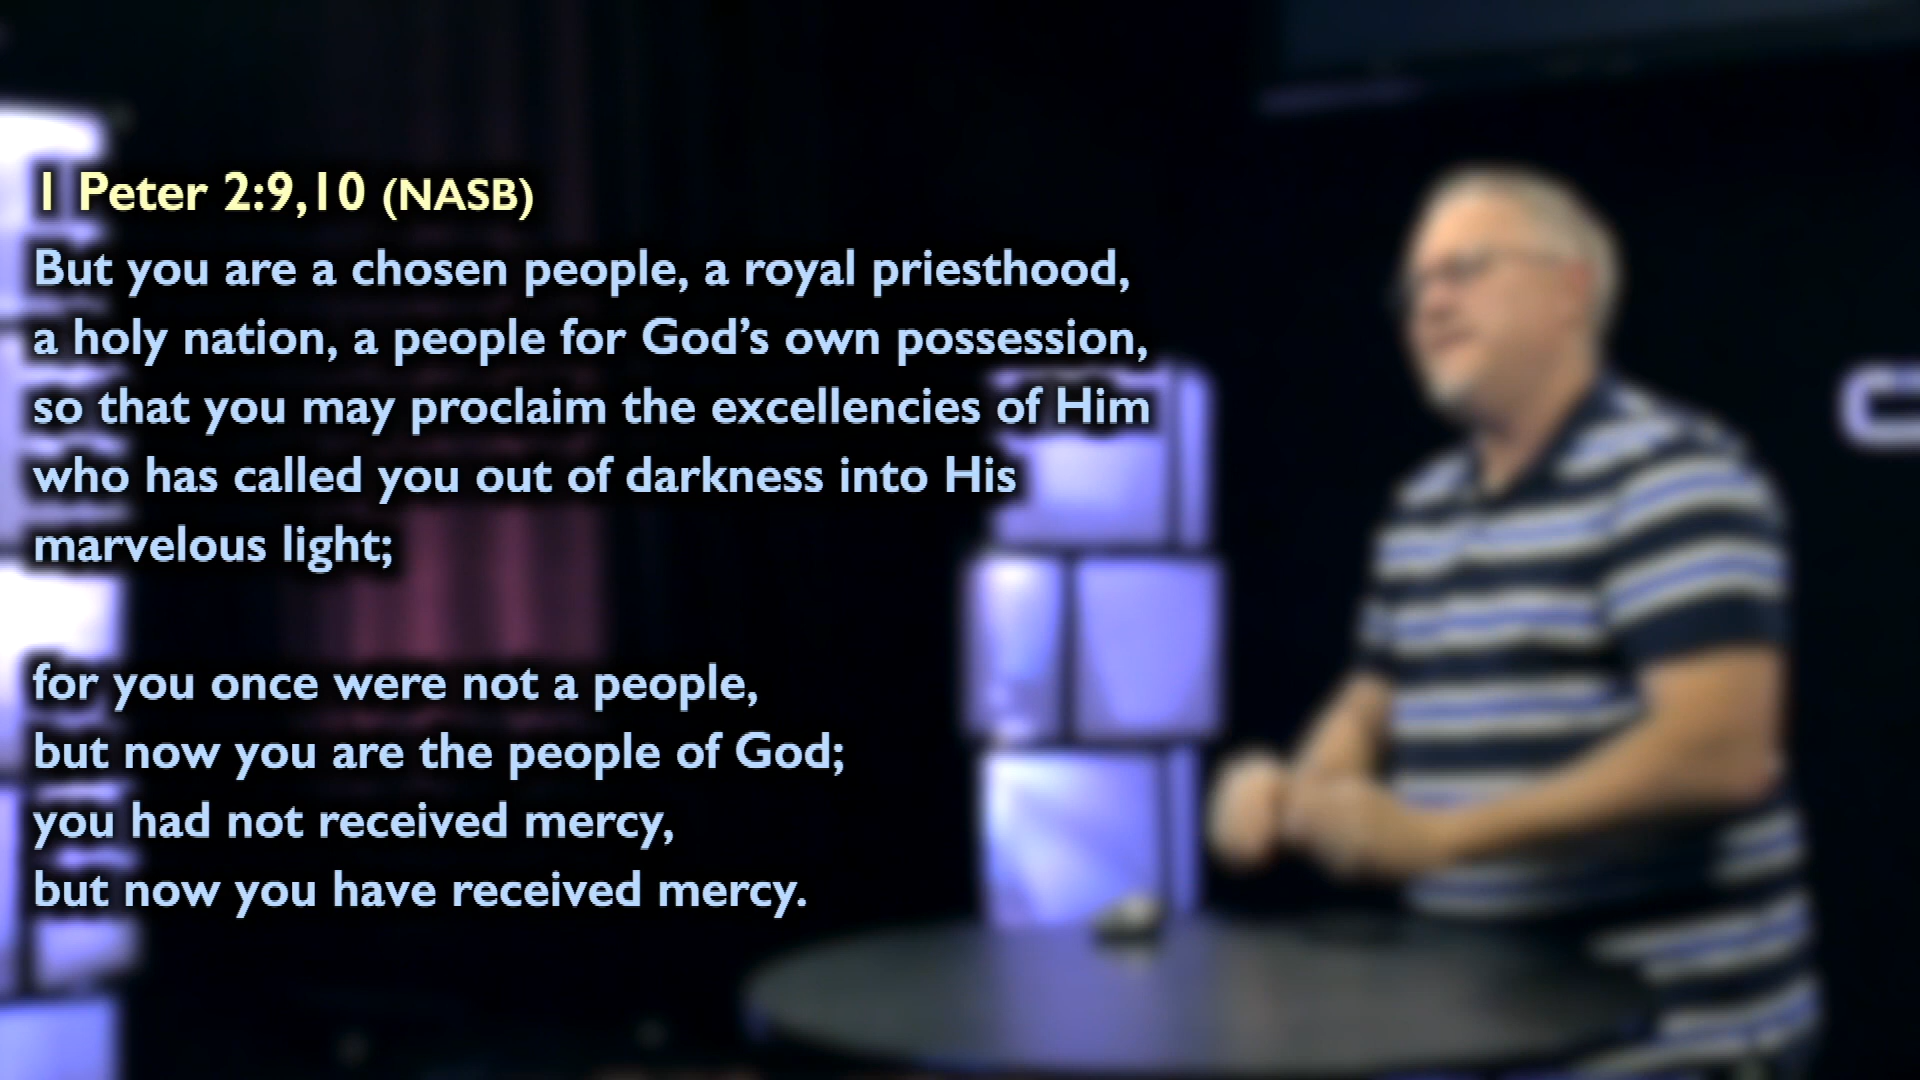 1 Peter 2:9,10 (NASB)
But you are a chosen people, a royal priesthood,
a holy nation, a people for God’s own possession,
so that you may proclaim the excellencies of Him
who has called you out of darkness into His
marvelous light;
for you once were not a people,
but now you are the people of God;
you had not received mercy,
but now you have received mercy.